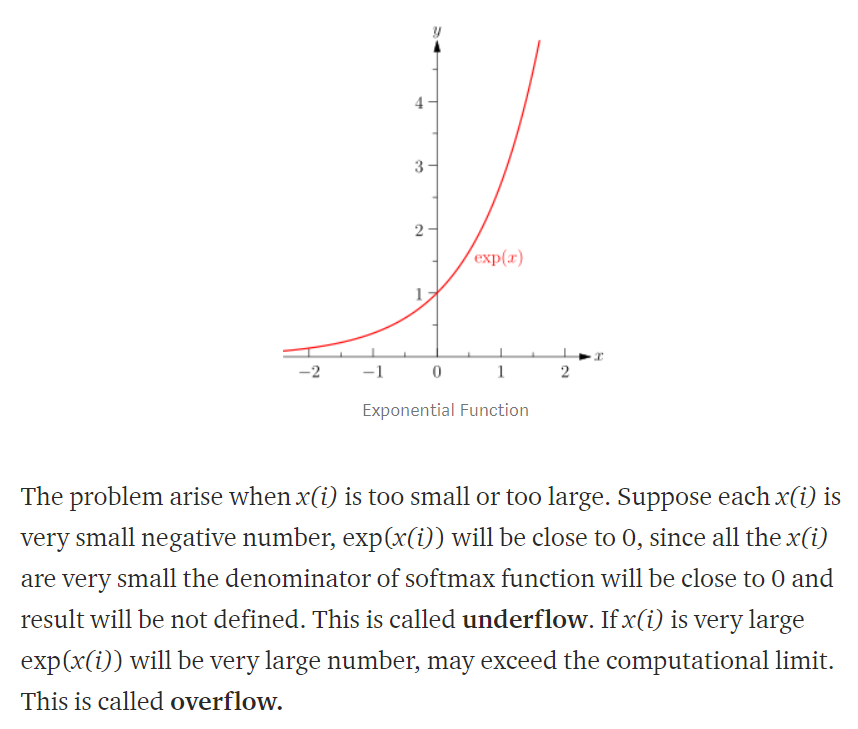 y
4
3
2
exp(x)
1
−2 −1 0 1 2 x
Exponential Function
The problem arise when x(i) is too small or too large. Suppose each x(i) is
very small negative number, exp(x(i)) will be close to 0, since all the x(i)
are very small the denominator of softmax function will be close to 0 and
result will be not defined. This is called underflow. If x(i) is very large
exp(x(i)) will be very large number, may exceed the computational limit.
This is called overflow.